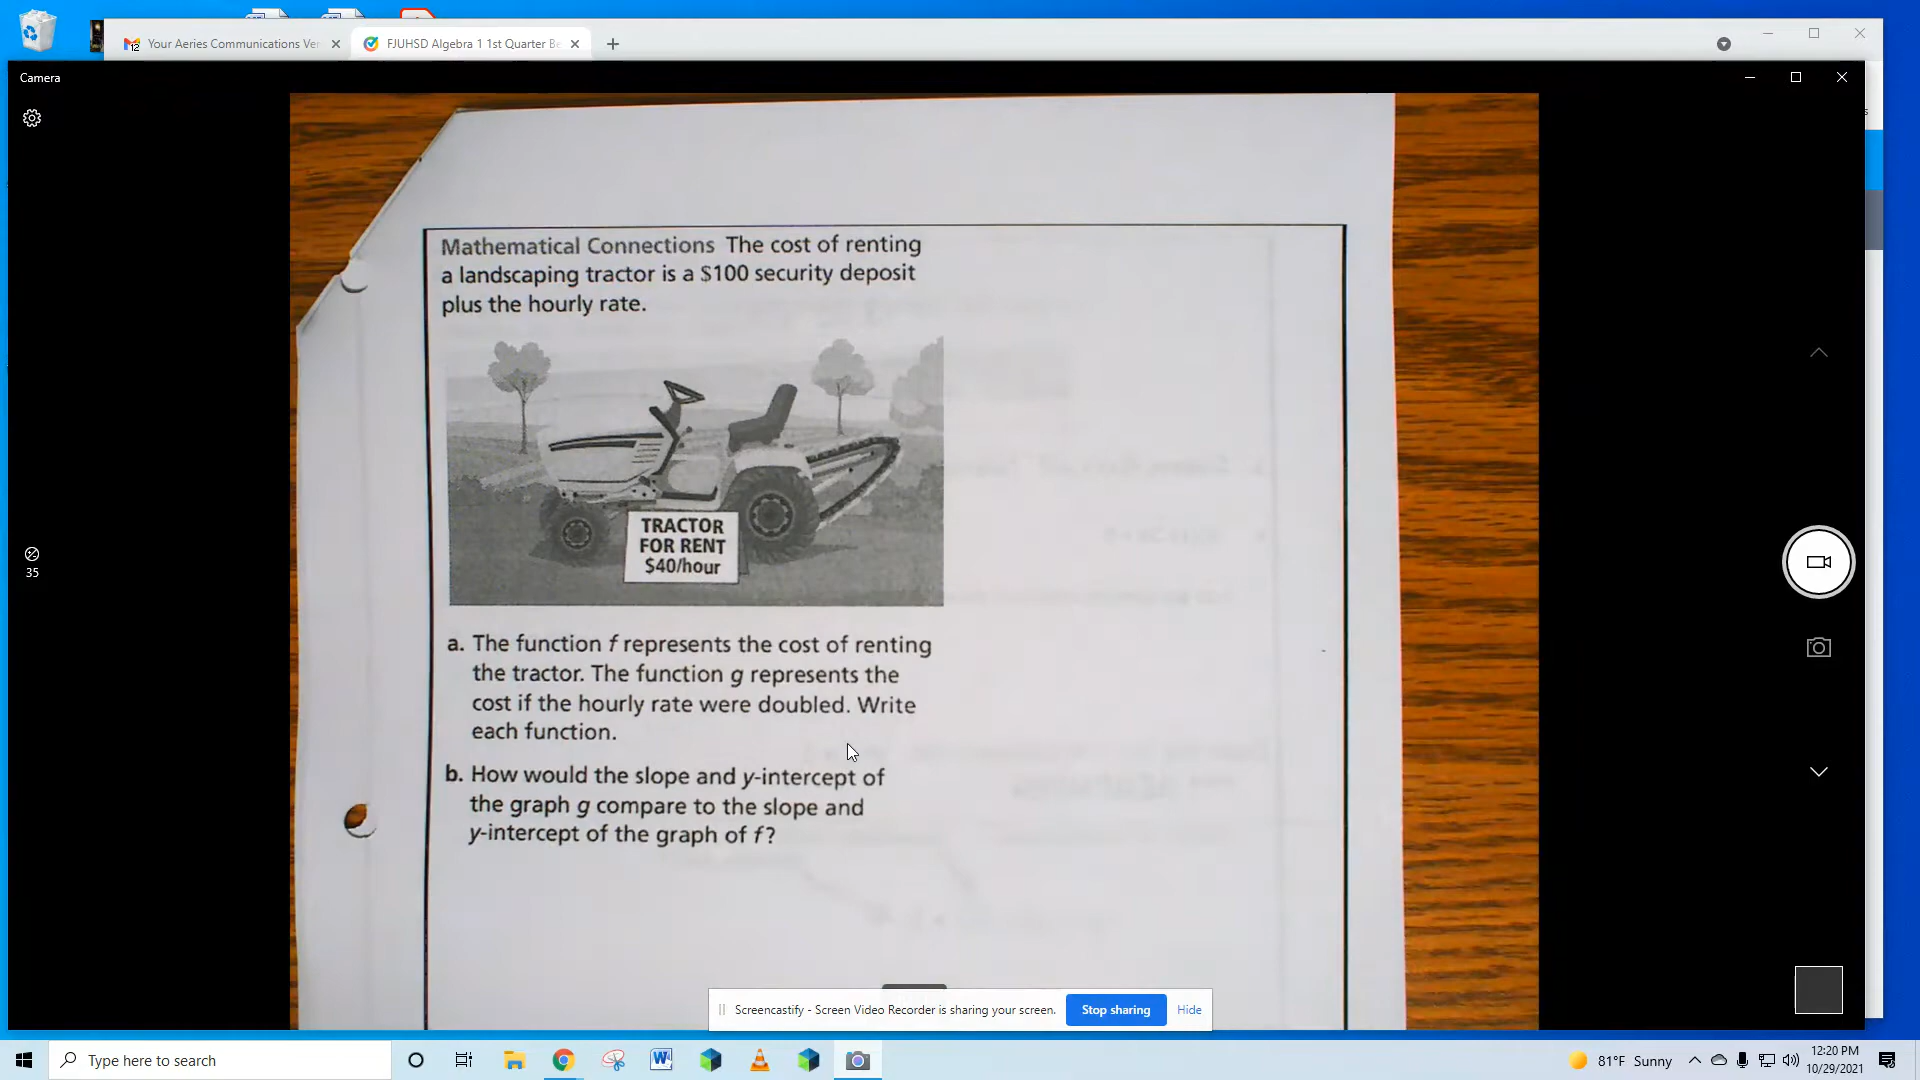 Your Aeries Communications Ver
FJUHSD Algebra 1 1st Quarter Be
Camera
Mathematical Connections The cost of renting
a landscaping tractor is a $100 security deposit
plus the hourly rate.
TRACTOR
FOR RENT
$40/hour
35
a. The function f represents the cost of renting
the tractor. The function g represents the
cost if the hourly rate were doubled. Write
each function.
b. How would the slope and y-intercept of
the graph g compare to the slope and
y-intercept of the graph of f?
Screencastify - Screen Video Recorder is sharing your screen. Stop sharing Hide
Type here to search
81°F Sunny
12:20 PM
10/29/2021